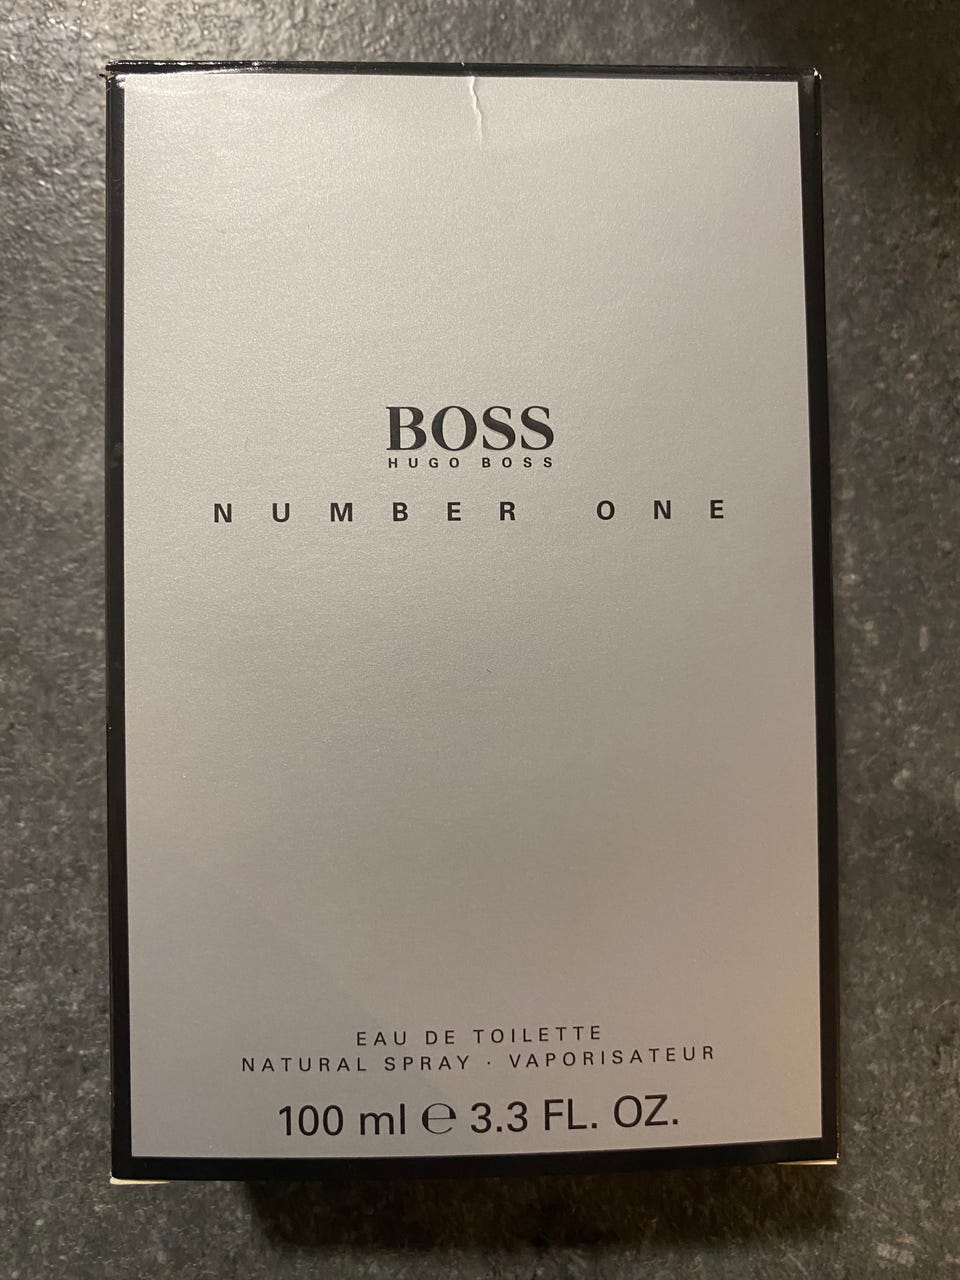 BOSS
HUGO BOSS
NUMBER ONE
EAU DE TOILETTE
NATURAL SPRAY · VAPORISATEUR
100 ml ℮ 3.3 FL. OZ.